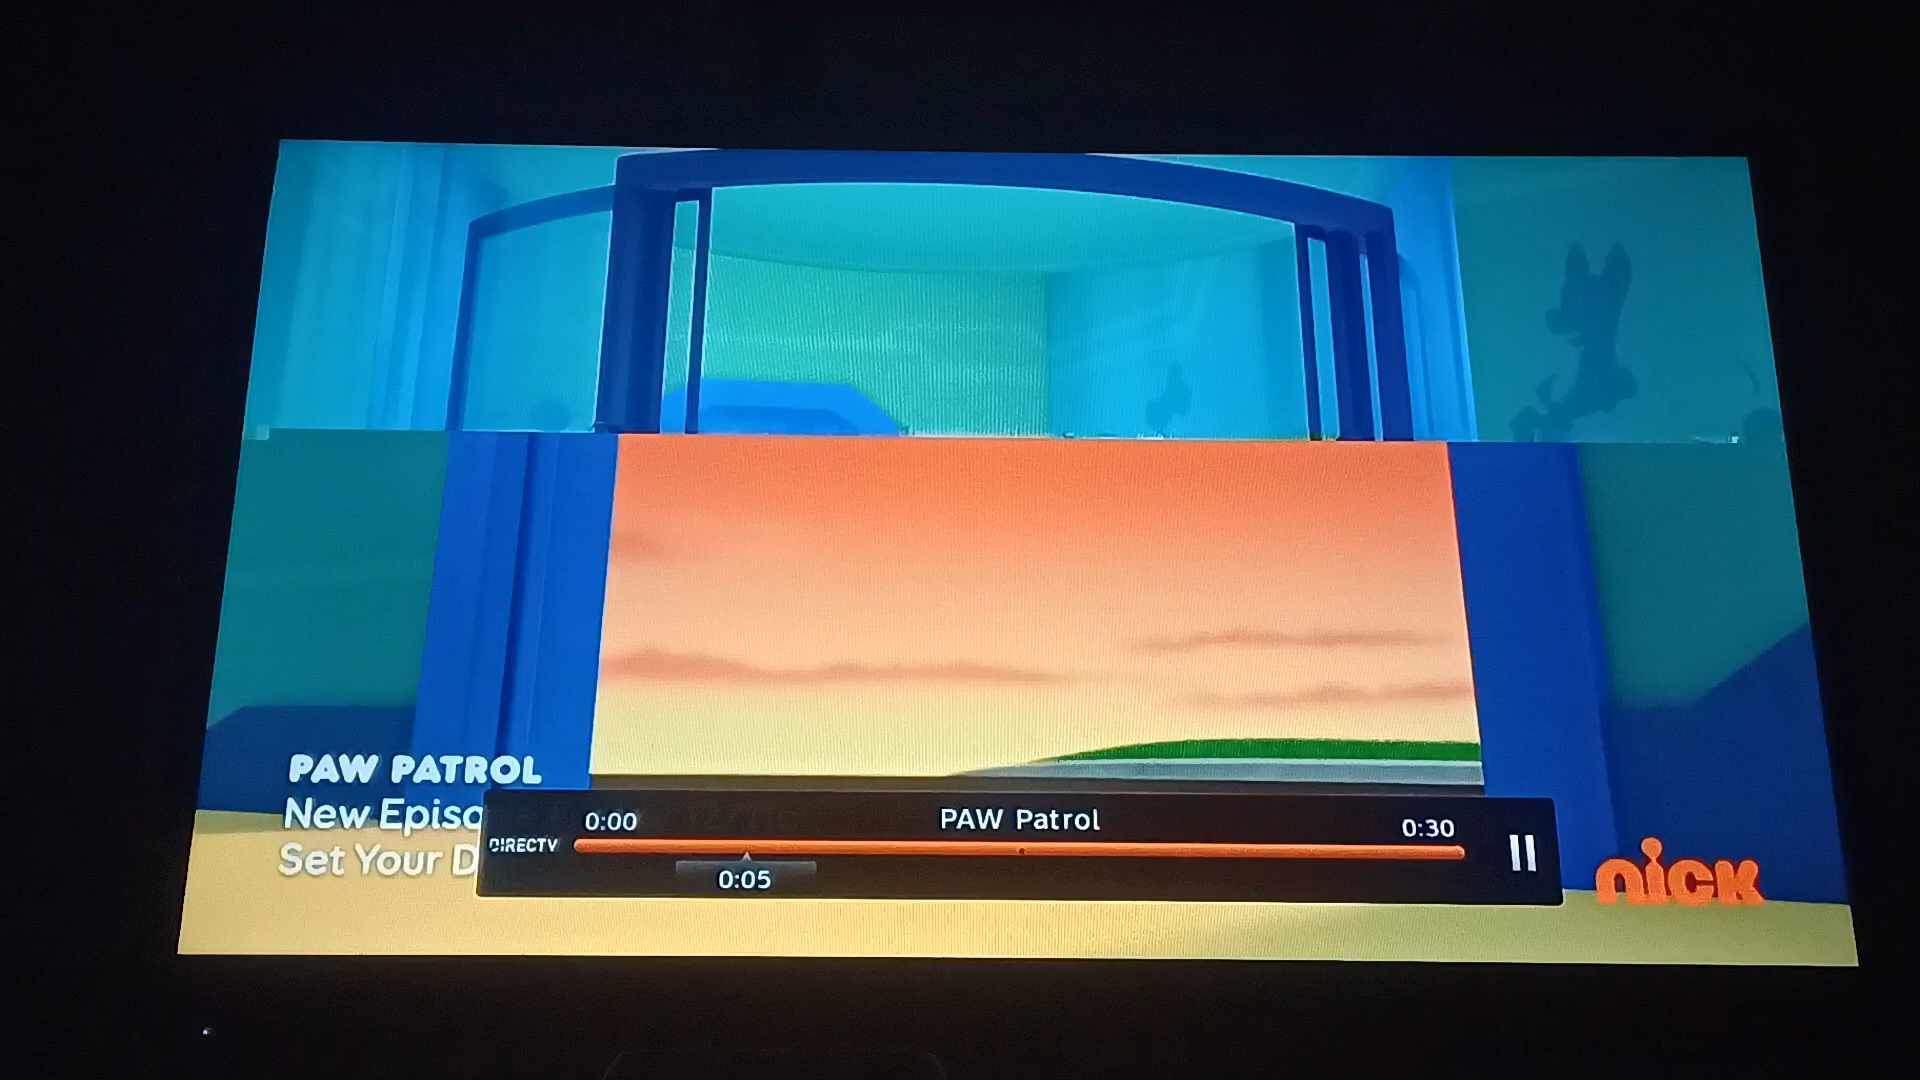 PAW PATROL
New Episo
Set Your D
DIRECTV
0:00
PAW Patrol
0:30
0:05
nick